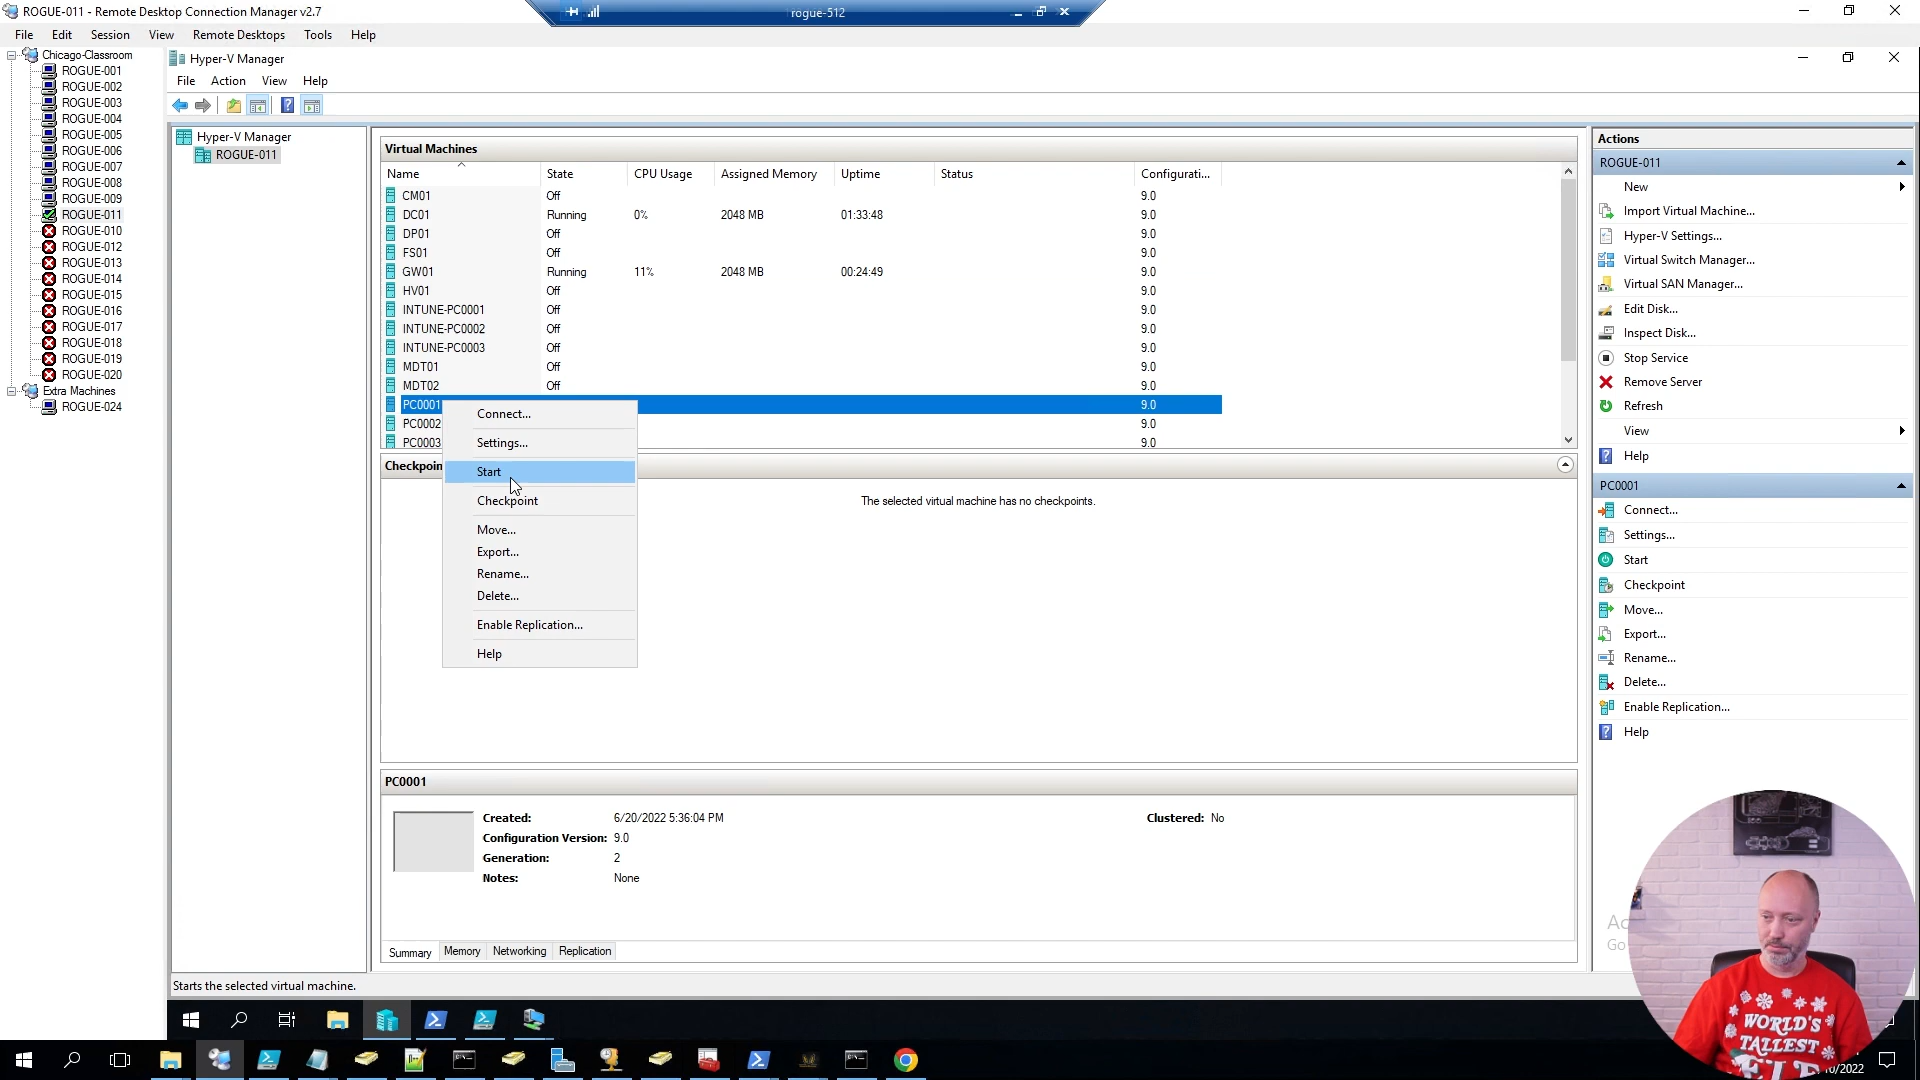 ROGUE-011 - Remote Desktop Connection Manager v2.7
rogue-512
File Edit Session View Remote Desktops Tools Help
Chicago-Classroom
ROGUE-001
ROGUE-002
ROGUE-003
ROGUE-004
ROGUE-005
ROGUE-006
ROGUE-007
ROGUE-008
ROGUE-009
ROGUE-011
ROGUE-010
ROGUE-012
ROGUE-013
ROGUE-014
ROGUE-015
ROGUE-016
ROGUE-017
ROGUE-018
ROGUE-019
ROGUE-020
Extra Machines
ROGUE-024
Hyper-V Manager
File Action View Help
Hyper-V Manager
ROGUE-011
Virtual Machines
Name State CPU Usage Assigned Memory Uptime Status Configurati...
CM01 Off 9.0
DC01 Running 0% 2048 MB 01:33:48 9.0
DP01 Off 9.0
FS01 Off 9.0
GW01 Running 11% 2048 MB 00:24:49 9.0
HV01 Off 9.0
INTUNE-PC0001 Off 9.0
INTUNE-PC0002 Off 9.0
INTUNE-PC0003 Off 9.0
MDT01 Off 9.0
MDT02 Off 9.0
PC0001 9.0
PC0002 9.0
PC0003 9.0
Connect...
Settings...
Start
Checkpoint
Move...
Export...
Rename...
Delete...
Enable Replication...
Help
Checkpoin
The selected virtual machine has no checkpoints.
PC0001
Created: 6/20/2022 5:36:04 PM Clustered: No
Configuration Version: 9.0
Generation: 2
Notes: None
Summary Memory Networking Replication
Starts the selected virtual machine.
Actions
ROGUE-011
New
Import Virtual Machine...
Hyper-V Settings...
Virtual Switch Manager...
Virtual SAN Manager...
Edit Disk...
Inspect Disk...
Stop Service
Remove Server
Refresh
View
Help
PC0001
Connect...
Settings...
Start
Checkpoint
Move...
Export...
Rename...
Delete...
Enable Replication...
Help
Ac
Go
WORLD'S
TALLEST
ELF
10/2022